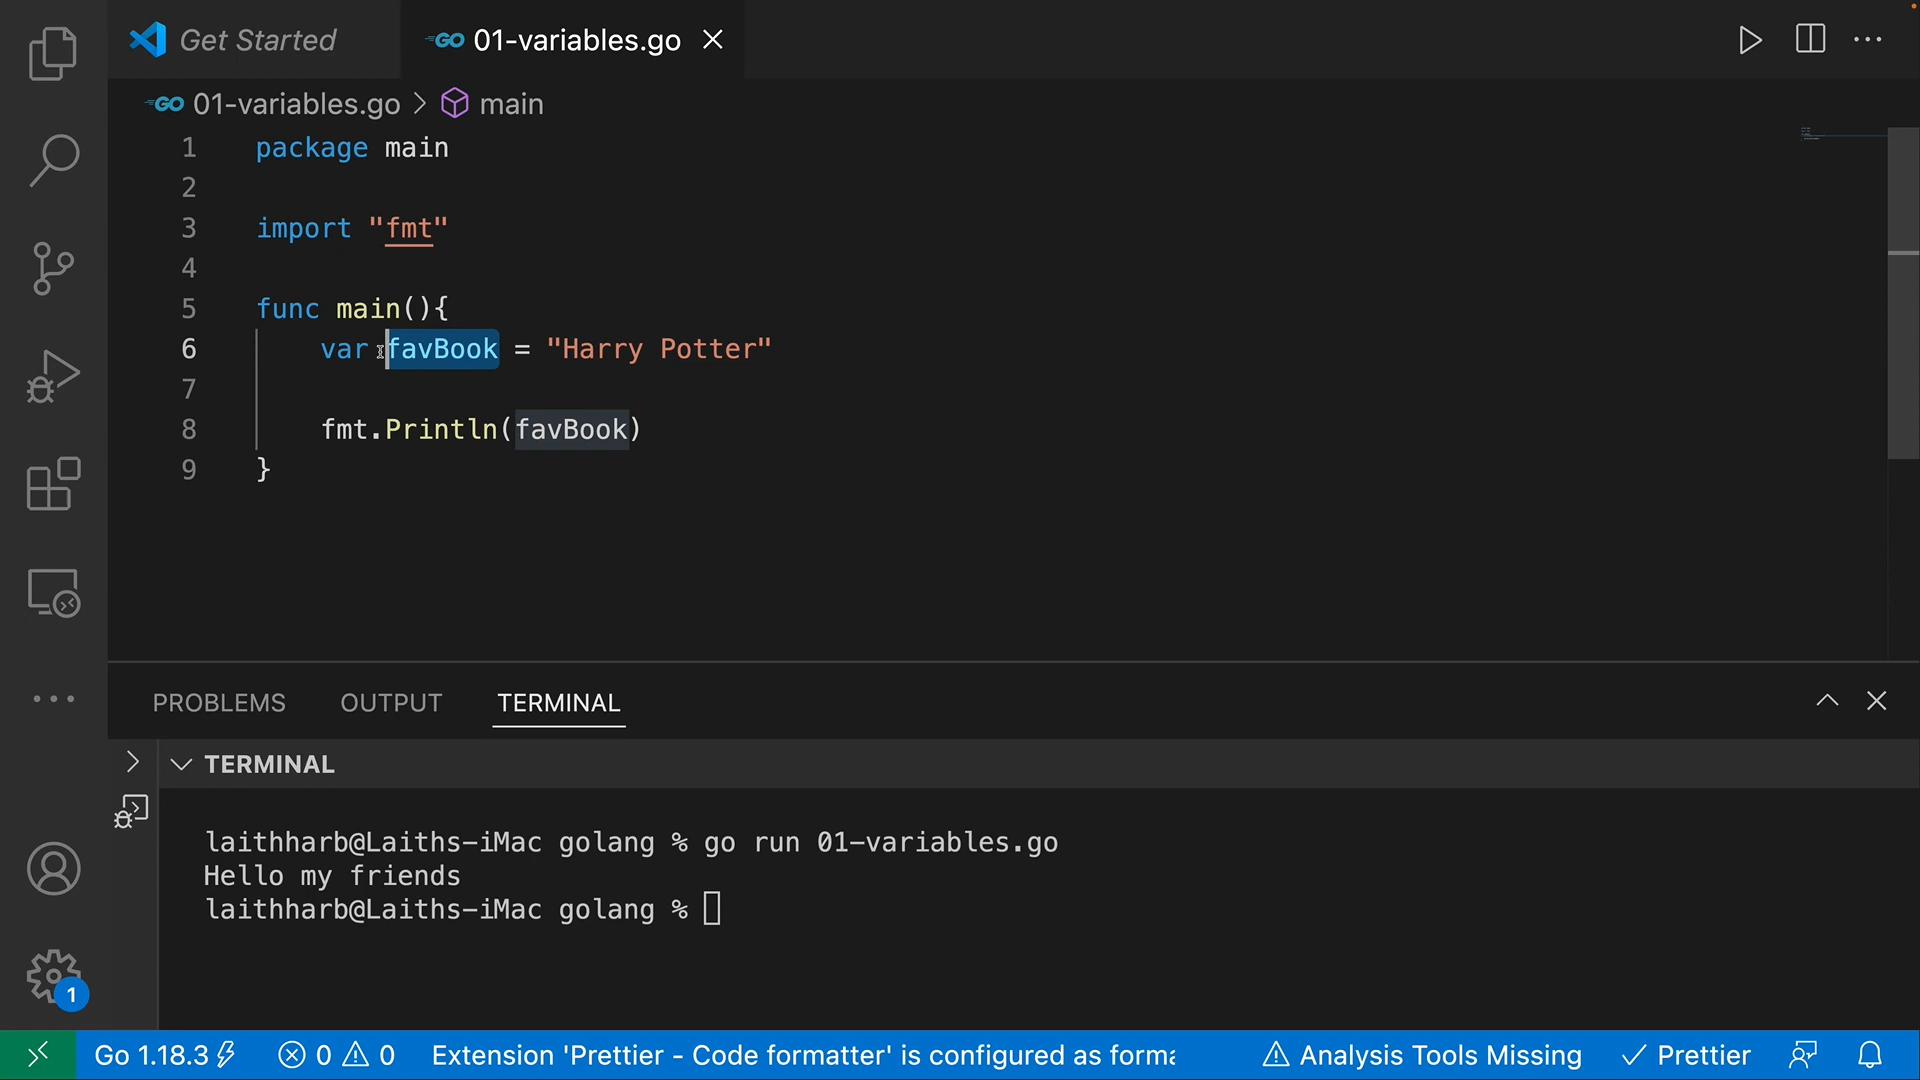 Get Started
GO 01-variables.go
GO 01-variables.go > main
1 package main
2
3 import "fmt"
4
5 func main(){
6 var favBook = "Harry Potter"
7
8 fmt.Println(favBook)
9 }
PROBLEMS OUTPUT TERMINAL
TERMINAL
laithharb@Laiths-iMac golang % go run 01-variables.go
Hello my friends
laithharb@Laiths-iMac golang %
1
Go 1.18.3 0 0 Extension 'Prettier - Code formatter' is configured as forma Analysis Tools Missing Prettier